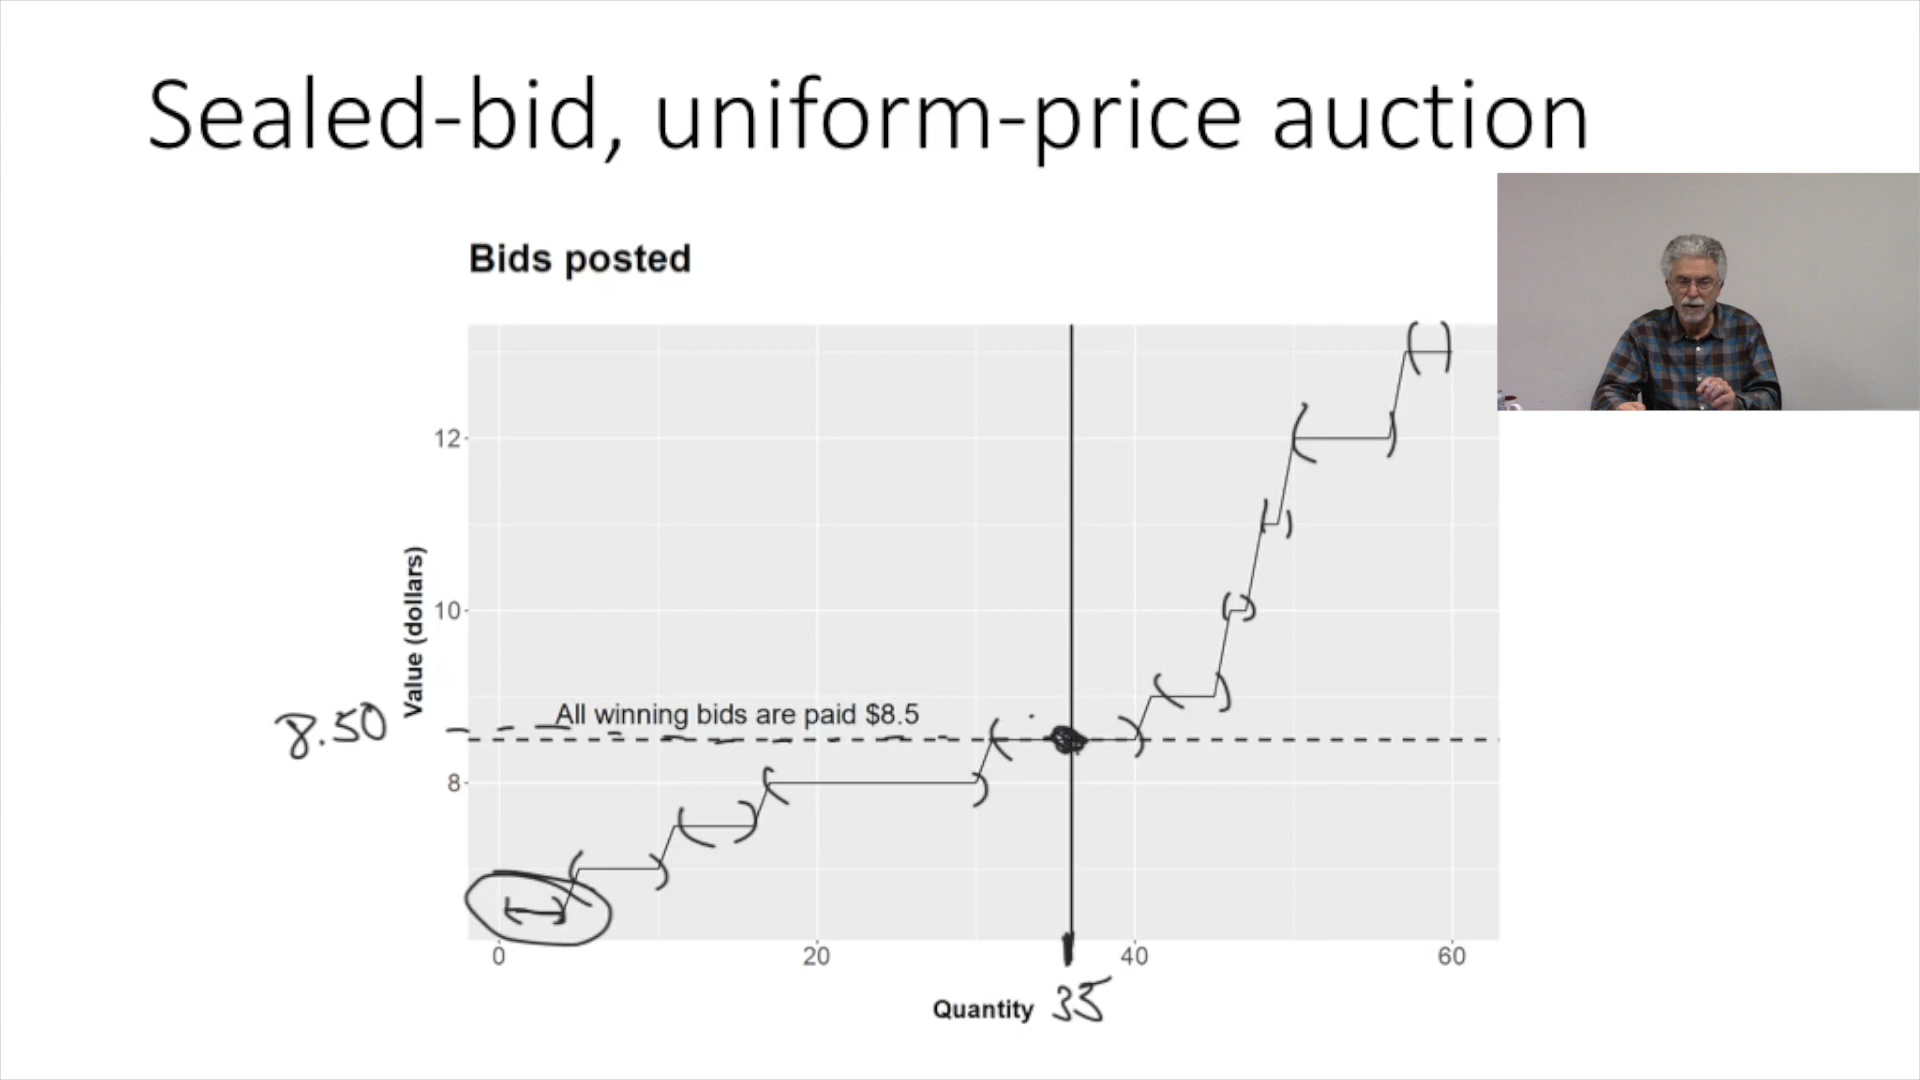 Sealed-bid, uniform-price auction
Bids posted
12
10
8
Value (dollars)
8.50
All winning bids are paid $8.5
0 20 40 60
Quantity 35